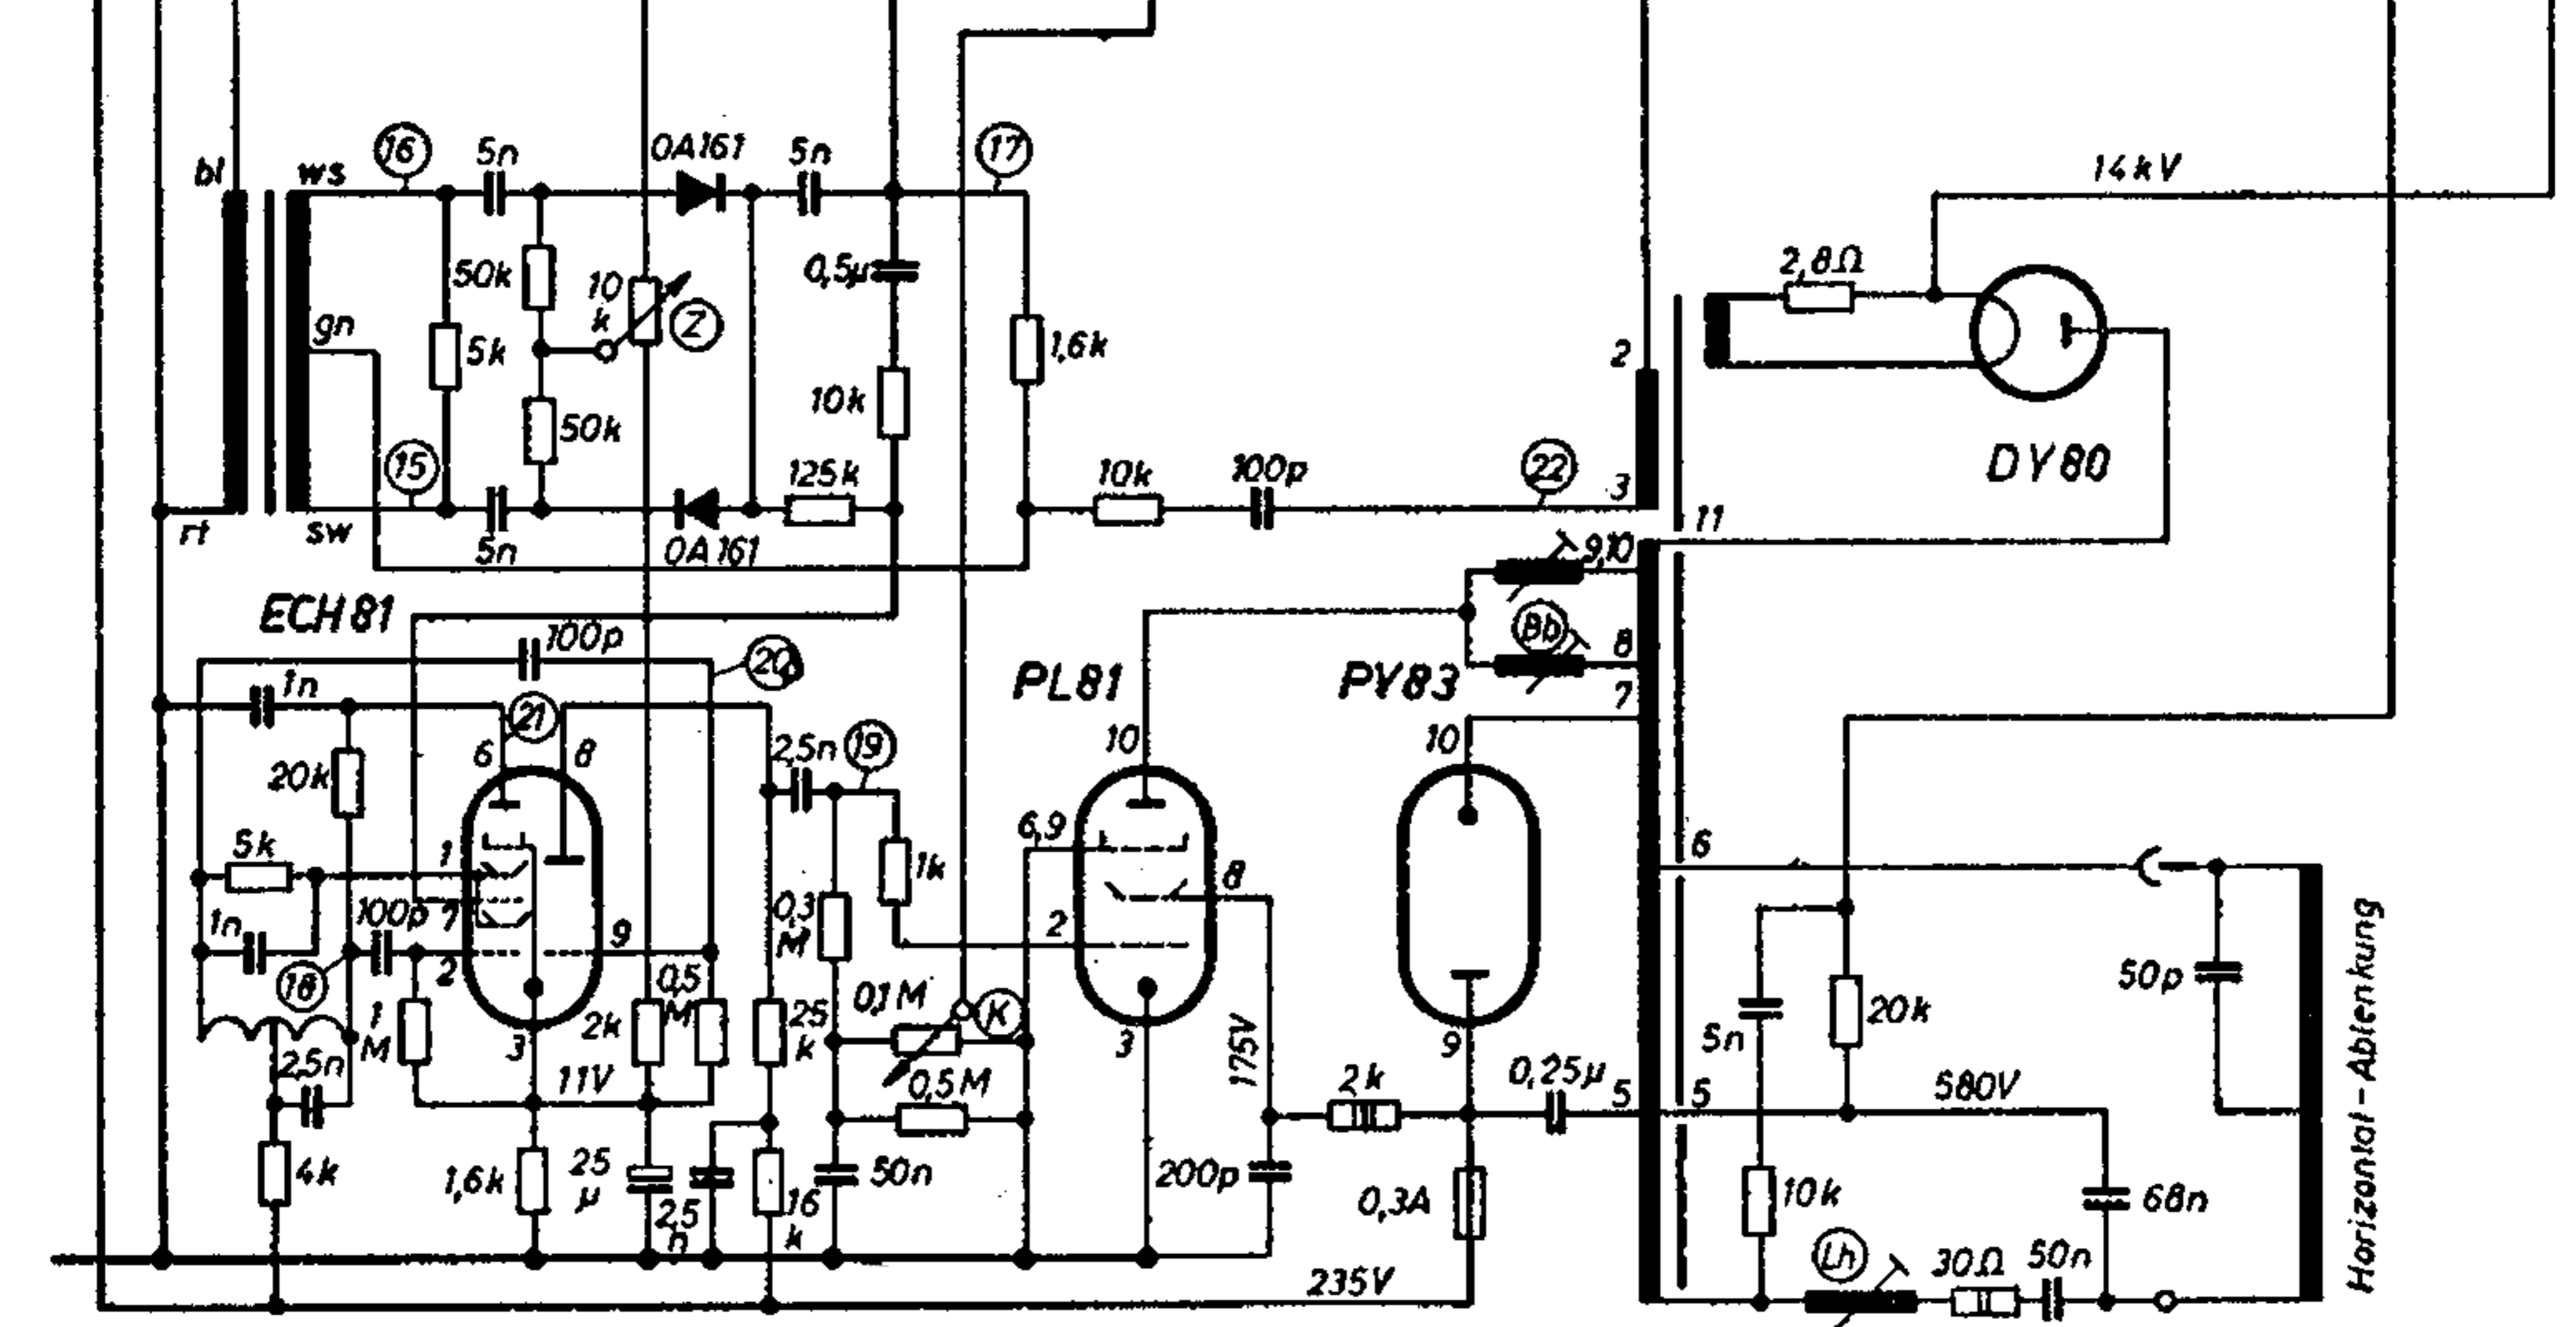 bl
ws
16
5n
0A161
5n
17
14kV
50k
10
k
Z
0,5µ
2,8Ω
gn
5k
1,6k
2
10k
50k
DY80
15
125k
10k
100p
22
3
rt
sw
5n
0A161
11
9,10
ECH81
100p
20
Bb
8
1n
21
PL81
PY83
7
6
8
2,5n
19
10
10
20k
5k
1
6,9
6
1n
100p
7
9
0,3
M
1k
2
8
18
2
50p
0,5
M
0,1M
K
1
M
2k
25
k
3
3
9
175V
5n
20k
2,5n
11V
0,5M
2k
0,25µ
5
5
580V
4k
1,6k
25
µ
2,5
n
16
k
50n
200p
0,3A
10k
68n
235V
Lh
30Ω
50n
Horizontal-Ablenkung